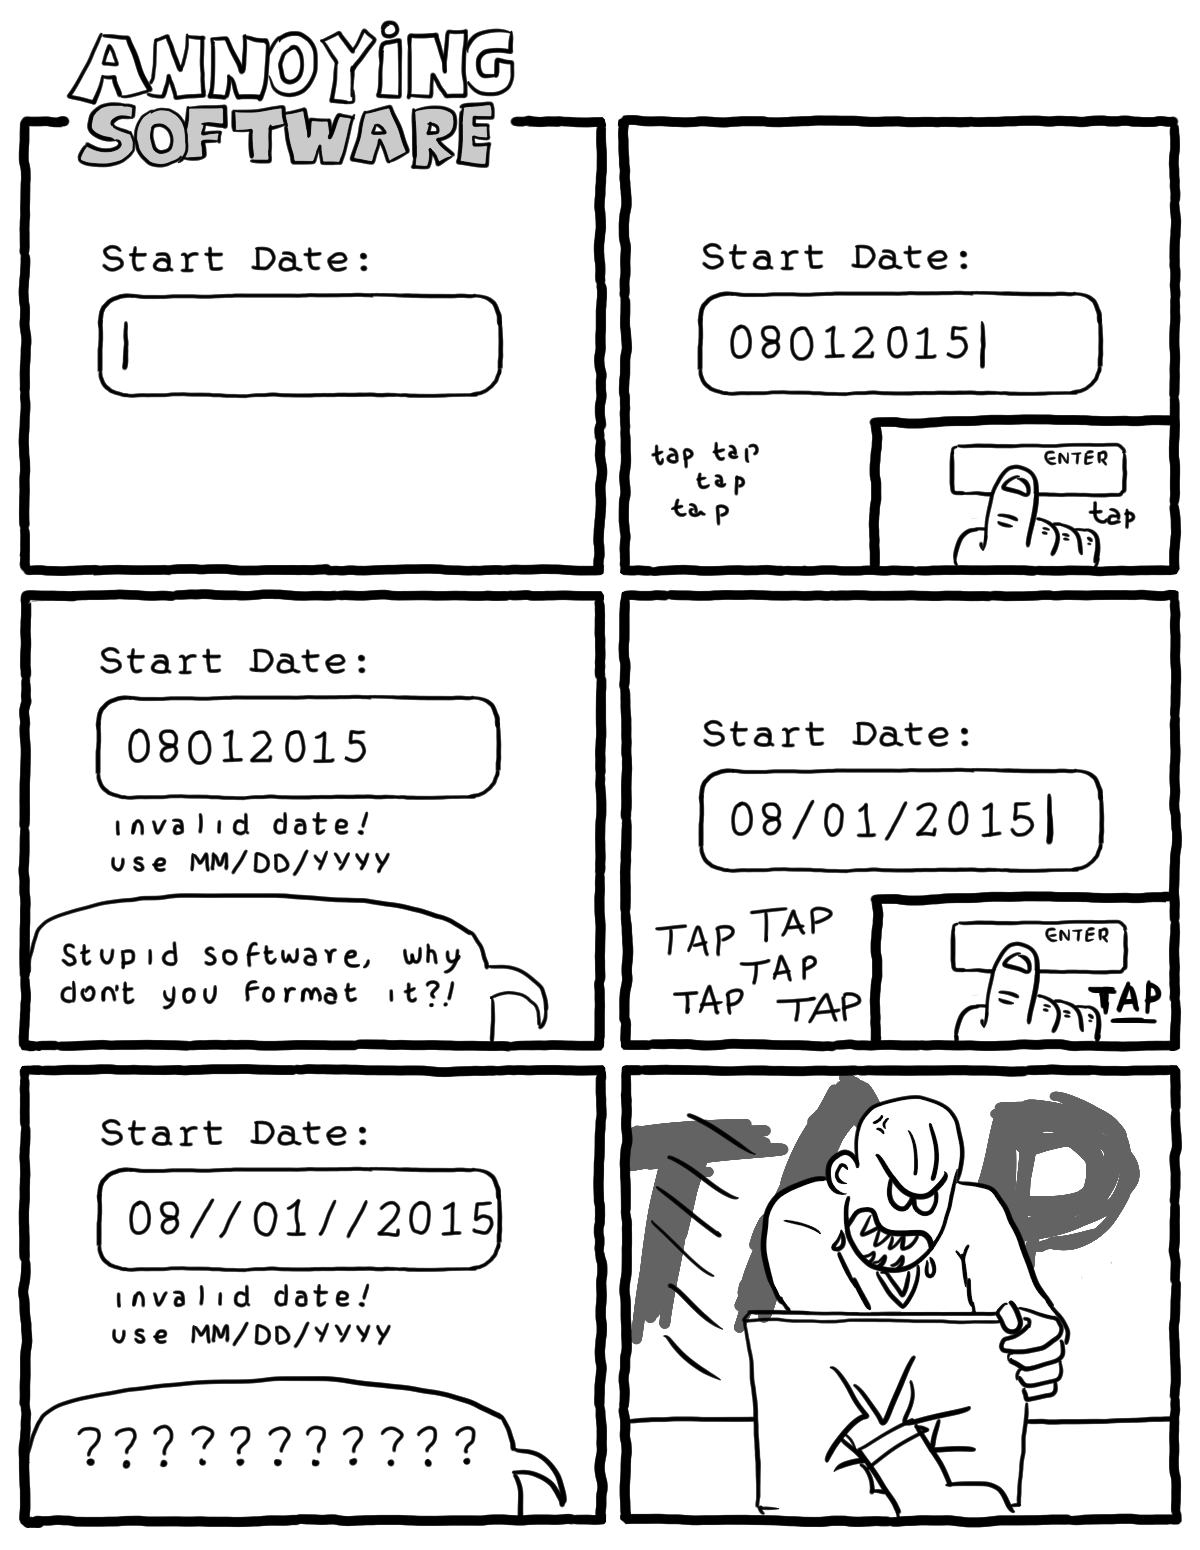 ANNOYiNG
SOFTWARE
Start Date:
Start Date:
08012015
tap tap
tap
tap
ENTER
tap
Start Date:
08012015
invalid date!
use MM/DD/YYYY
Stupid software, why
don't you format it?!
Start Date:
08/01/2015
TAP TAP
TAP
TAP TAP
ENTER
TAP
Start Date:
08//01//2015
invalid date!
use MM/DD/YYYY
???????????
TAP